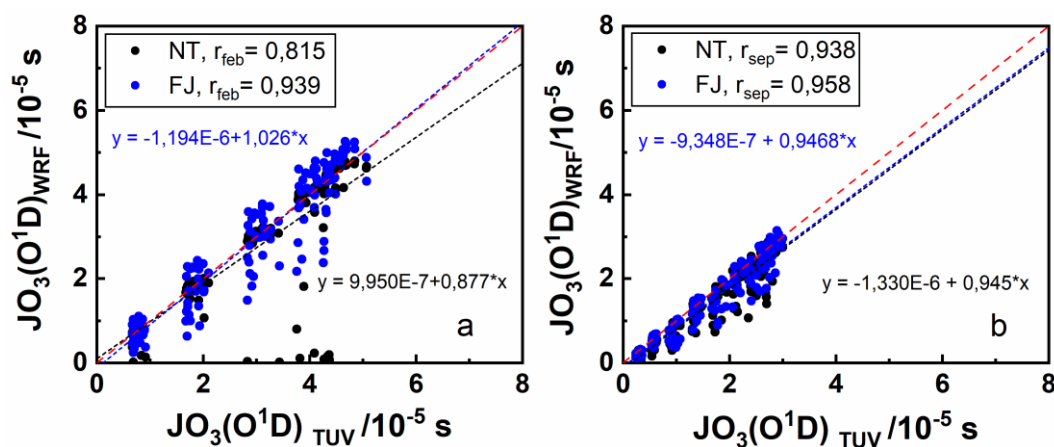 8
6
4
2
0
JO₃(O¹D)WRF /10⁻⁵ s
NT, r_feb= 0,815
FJ, r_feb= 0,939
y = -1,194E-6+1,026*x
y = 9,950E-7+0,877*x
a
0 2 4 6 8
JO₃(O¹D) TUV /10⁻⁵ s
8
6
4
2
0
JO₃(O¹D)WRF /10⁻⁵ s
NT, r_sep= 0,938
FJ, r_sep= 0,958
y = -9,348E-7 + 0,9468*x
y = -1,330E-6 + 0,945*x
b
0 2 4 6 8
JO₃(O¹D) TUV /10⁻⁵ s